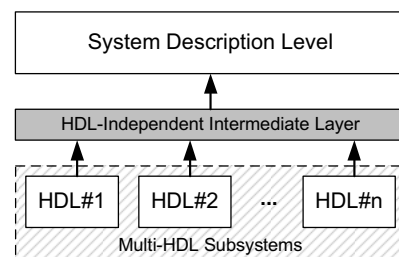 System Description Level
HDL-Independent Intermediate Layer
HDL#1 HDL#2 ... HDL#n
Multi-HDL Subsystems